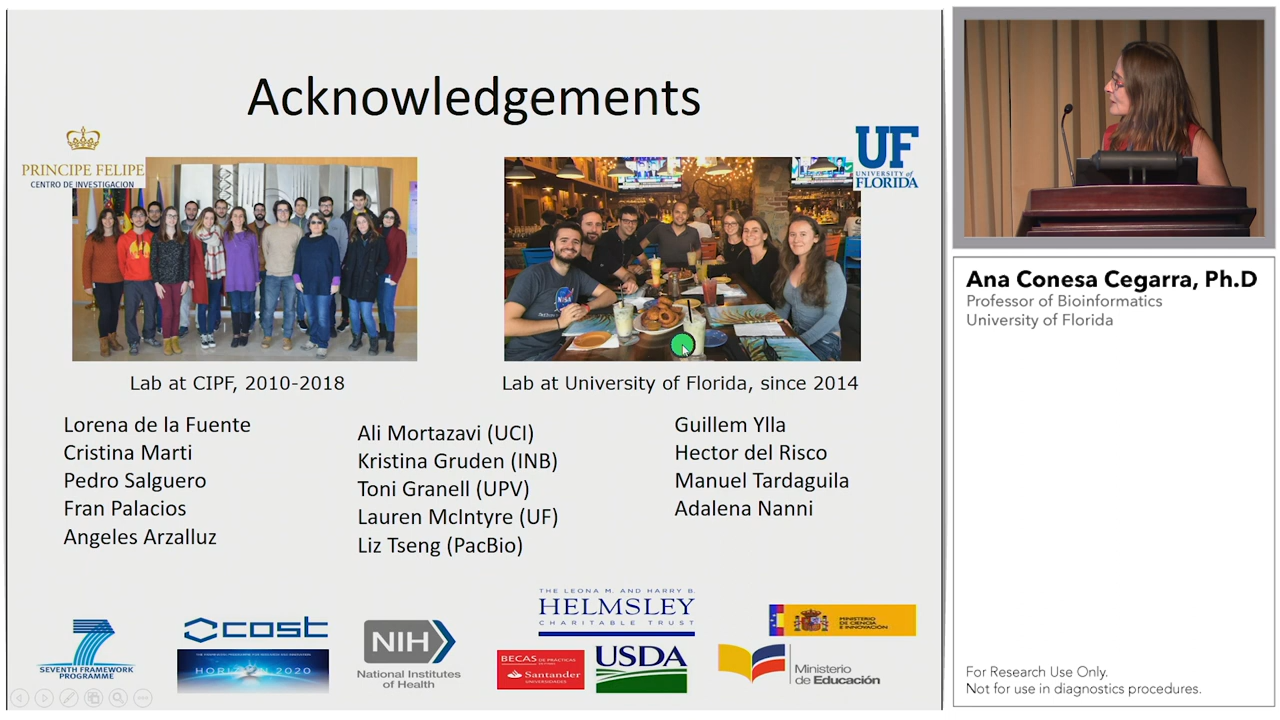 Acknowledgements
PRINCIPE FELIPE
CENTRO DE INVESTIGACION
UF
UNIVERSITY of
FLORIDA
NASA
Lab at CIPF, 2010-2018
Lab at University of Florida, since 2014
Lorena de la Fuente
Cristina Marti
Pedro Salguero
Fran Palacios
Angeles Arzalluz
Ali Mortazavi (UCI)
Kristina Gruden (INB)
Toni Granell (UPV)
Lauren McIntyre (UF)
Liz Tseng (PacBio)
Guillem Ylla
Hector del Risco
Manuel Tardaguila
Adalena Nanni
7
SEVENTH FRAMEWORK
PROGRAMME
cost
HORIZON 2020
NIH
National Institutes
of Health
THE LEONA M. AND HARRY B.
HELMSLEY
CHARITABLE TRUST
BECAS DE PRÁCTICAS
Santander
UNIVERSIDADES
USDA
MINISTERIO
DE CIENCIA
E INNOVACIÓN
Ministerio
de Educación
Ana Conesa Cegarra, Ph.D
Professor of Bioinformatics
University of Florida
For Research Use Only.
Not for use in diagnostics procedures.